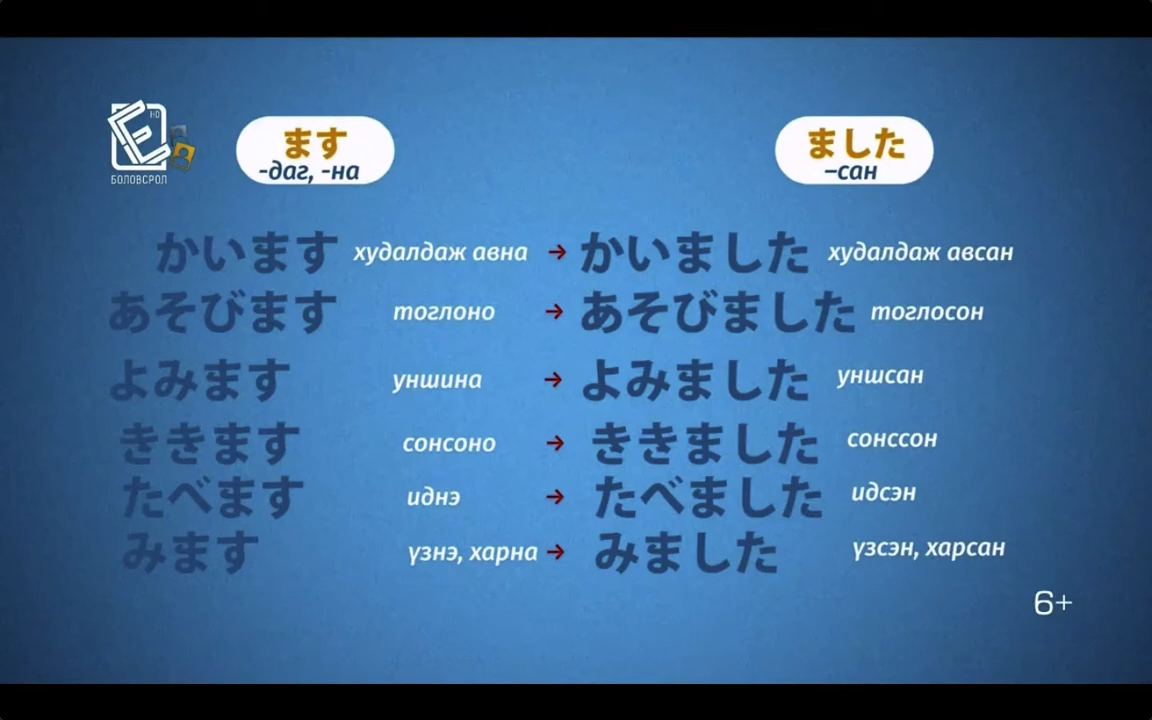 HD
БОЛОВСРОЛ
ます
-даг, -на
ました
–сан
かいます худалдаж авна → かいました худалдаж авсан
あそびます тоглоно → あそびました тоглосон
よみます уншина → よみました уншсан
ききます сонсоно → ききました сонссон
たべます иднэ → たべました идсэн
みます үзнэ, харна → みました үзсэн, харсан
6+